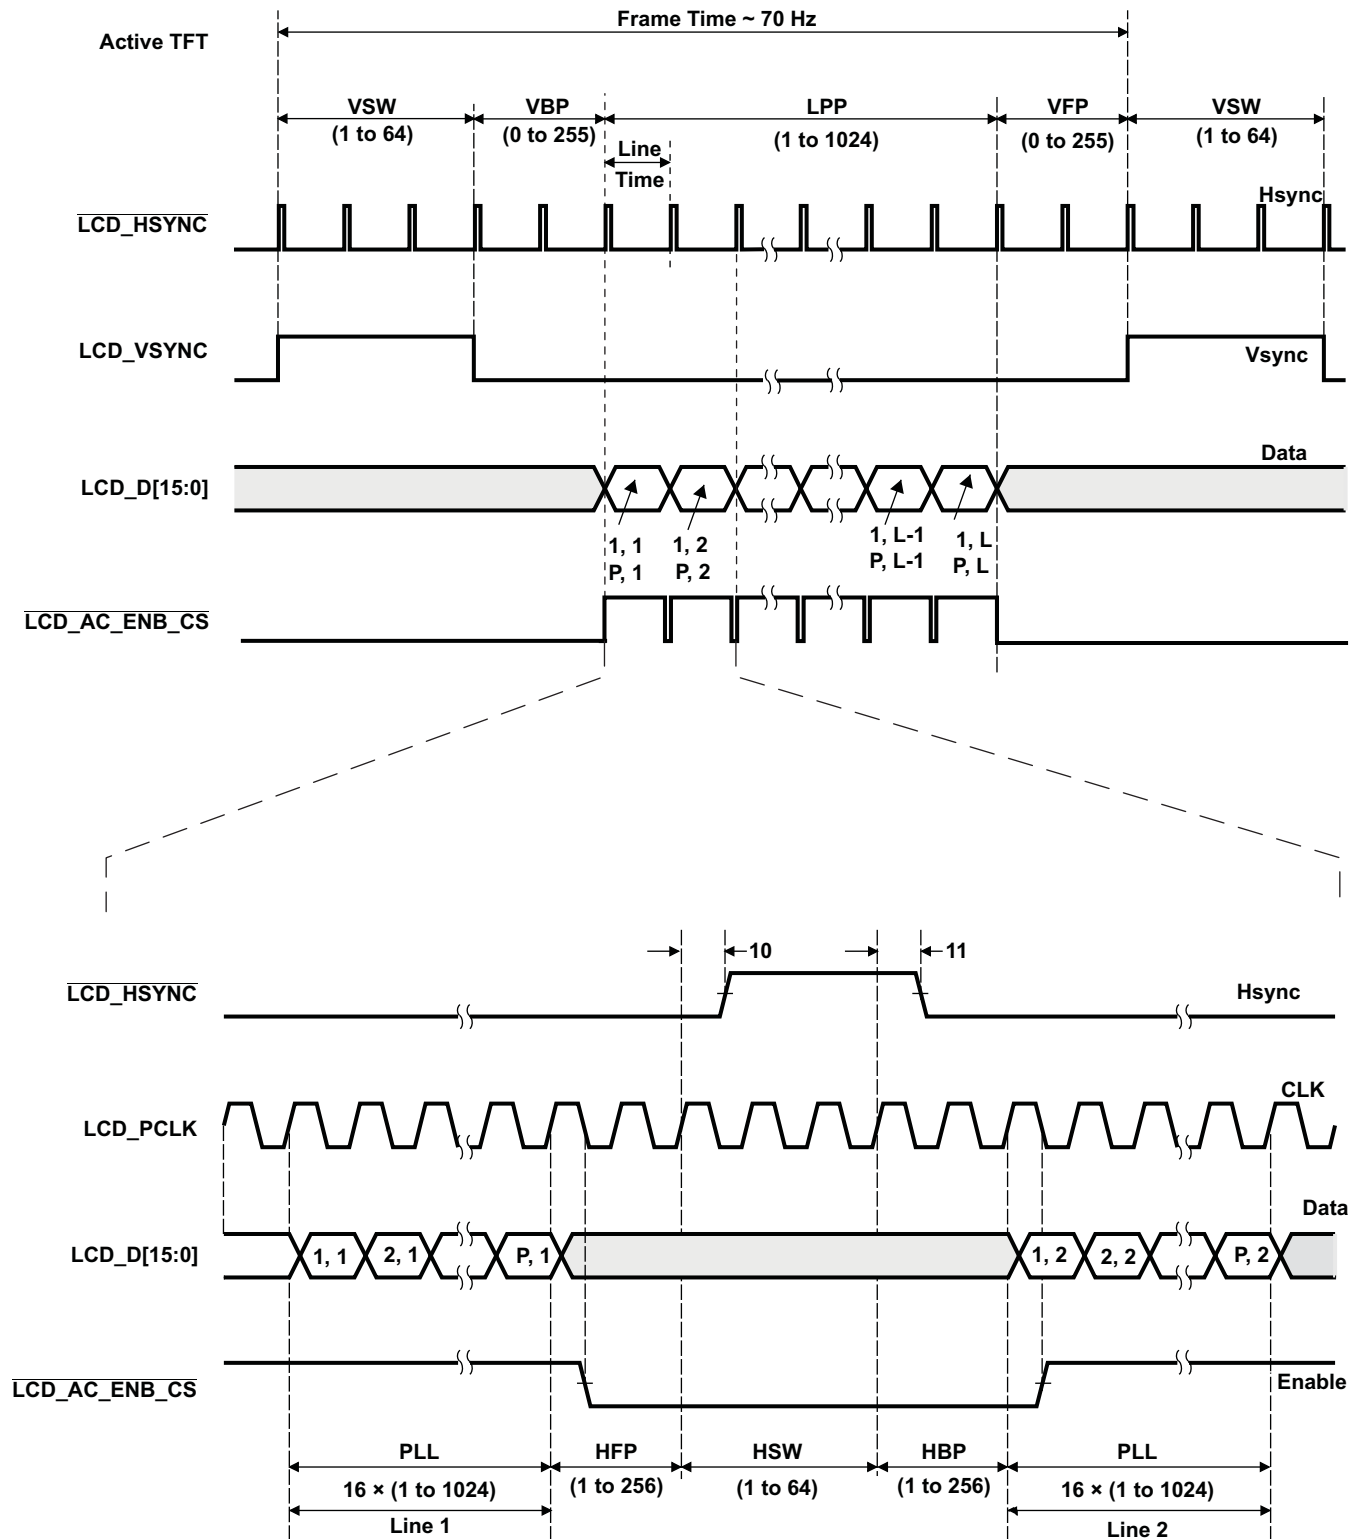 Frame Time ~ 70 Hz
Active TFT
VSW VBP LPP VFP VSW
(1 to 64) (0 to 255) (1 to 1024) (0 to 255) (1 to 64)
Line
Time
Hsync
LCD_HSYNC
LCD_VSYNC
Vsync
Data
LCD_D[15:0]
1, 1 1, 2 1, L-1 1, L
P, 1 P, 2 P, L-1 P, L
LCD_AC_ENB_CS
10 11
LCD_HSYNC
Hsync
CLK
LCD_PCLK
Data
LCD_D[15:0]
1, 1 2, 1 P, 1 1, 2 2, 2 P, 2
LCD_AC_ENB_CS
Enable
PLL HFP HSW HBP PLL
16 × (1 to 1024) (1 to 256) (1 to 64) (1 to 256) 16 × (1 to 1024)
Line 1 Line 2